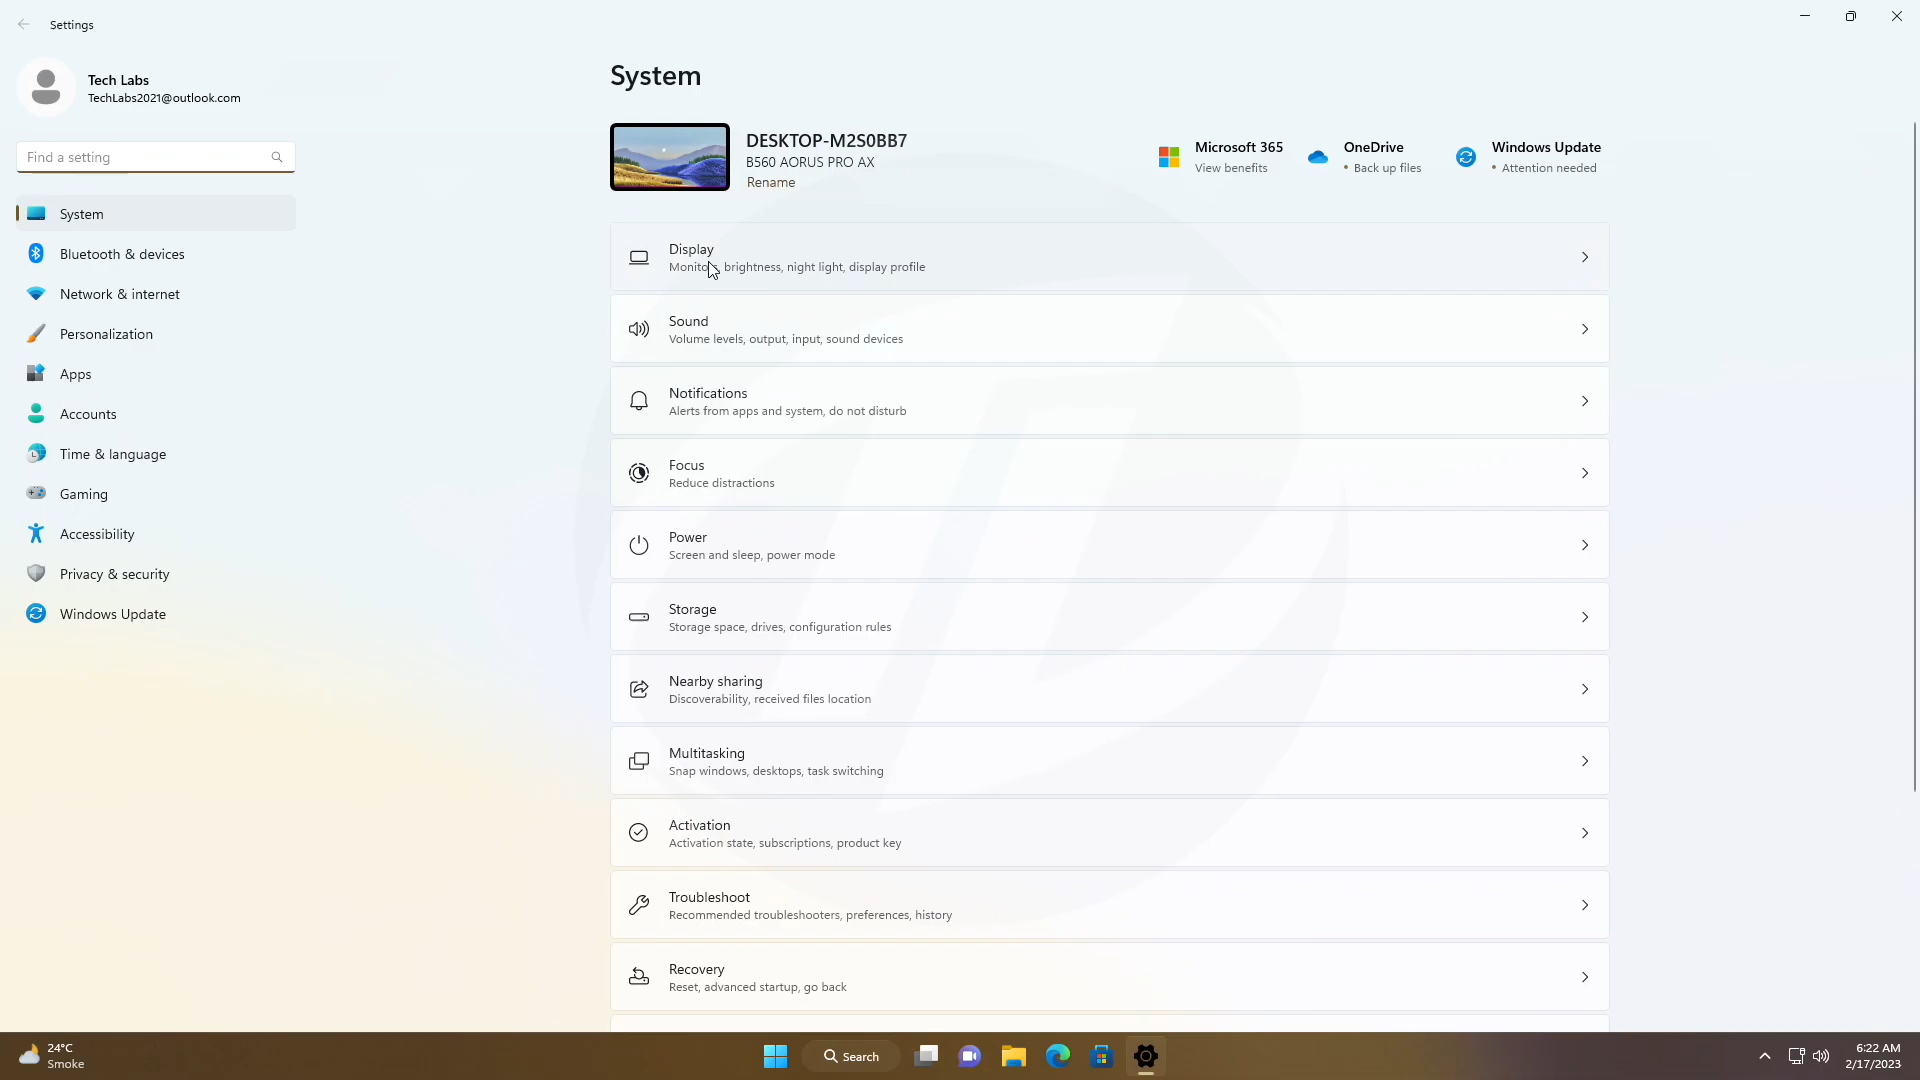 Settings
Tech Labs
TechLabs2021@outlook.com
Find a setting
System
Bluetooth & devices
Network & internet
Personalization
Apps
Accounts
Time & language
Gaming
Accessibility
Privacy & security
Windows Update
System
DESKTOP-M2S0BB7
B560 AORUS PRO AX
Rename
Microsoft 365
View benefits
OneDrive
• Back up files
Windows Update
• Attention needed
Display
Monitors, brightness, night light, display profile
Sound
Volume levels, output, input, sound devices
Notifications
Alerts from apps and system, do not disturb
Focus
Reduce distractions
Power
Screen and sleep, power mode
Storage
Storage space, drives, configuration rules
Nearby sharing
Discoverability, received files location
Multitasking
Snap windows, desktops, task switching
Activation
Activation state, subscriptions, product key
Troubleshoot
Recommended troubleshooters, preferences, history
Recovery
Reset, advanced startup, go back
24°C
Smoke
Search
6:22 AM
2/17/2023